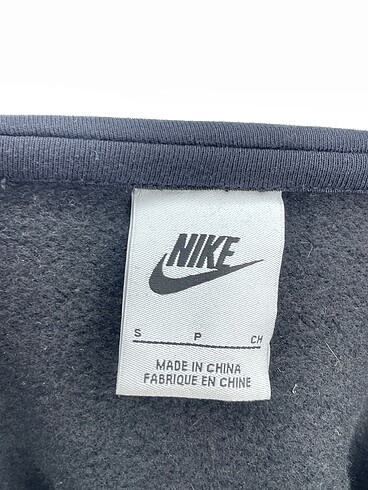 NIKE
S P CH
MADE IN CHINA
FABRIQUE EN CHINE